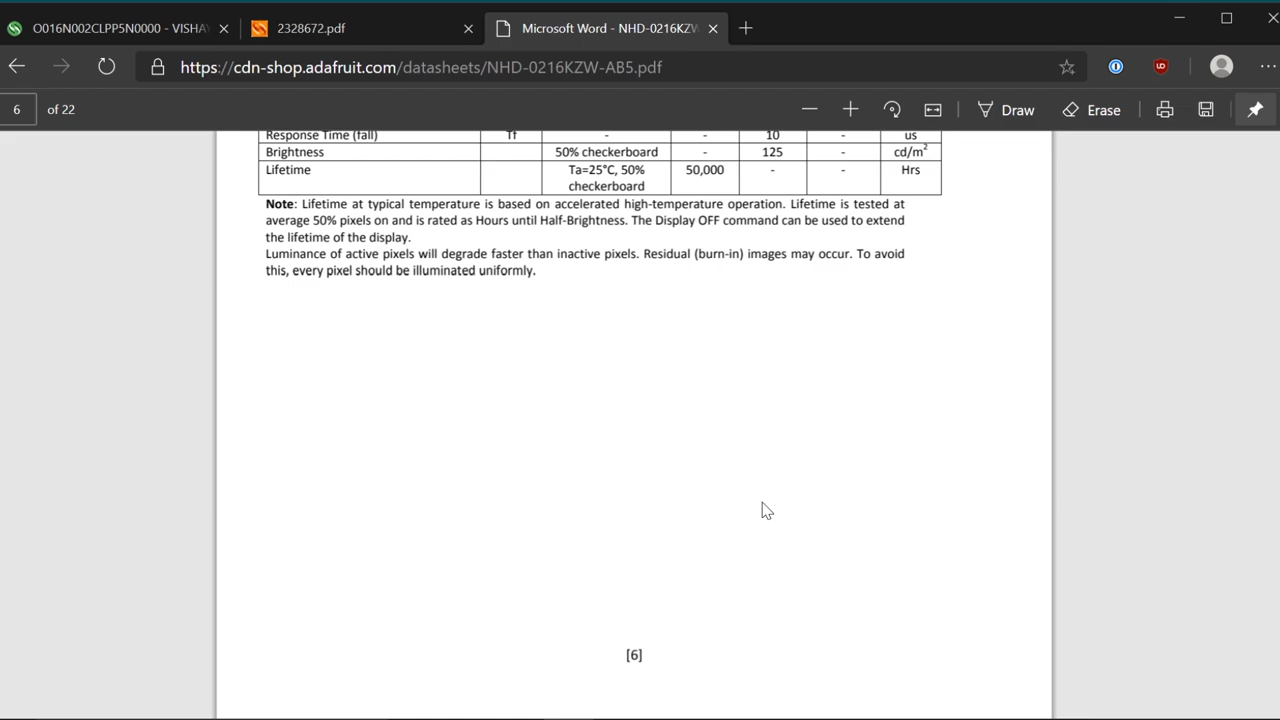 O016N002CLPP5N0000 - VISHAY
2328672.pdf
Microsoft Word - NHD-0216KZW
https://cdn-shop.adafruit.com/datasheets/NHD-0216KZW-AB5.pdf
6 of 22
Draw
Erase
Response Time (fall) Tf - - 10 - us
Brightness 50% checkerboard - 125 - cd/m²
Lifetime Ta=25°C, 50% 50,000 - - Hrs
checkerboard
Note: Lifetime at typical temperature is based on accelerated high-temperature operation. Lifetime is tested at
average 50% pixels on and is rated as Hours until Half-Brightness. The Display OFF command can be used to extend
the lifetime of the display.
Luminance of active pixels will degrade faster than inactive pixels. Residual (burn-in) images may occur. To avoid
this, every pixel should be illuminated uniformly.
[6]